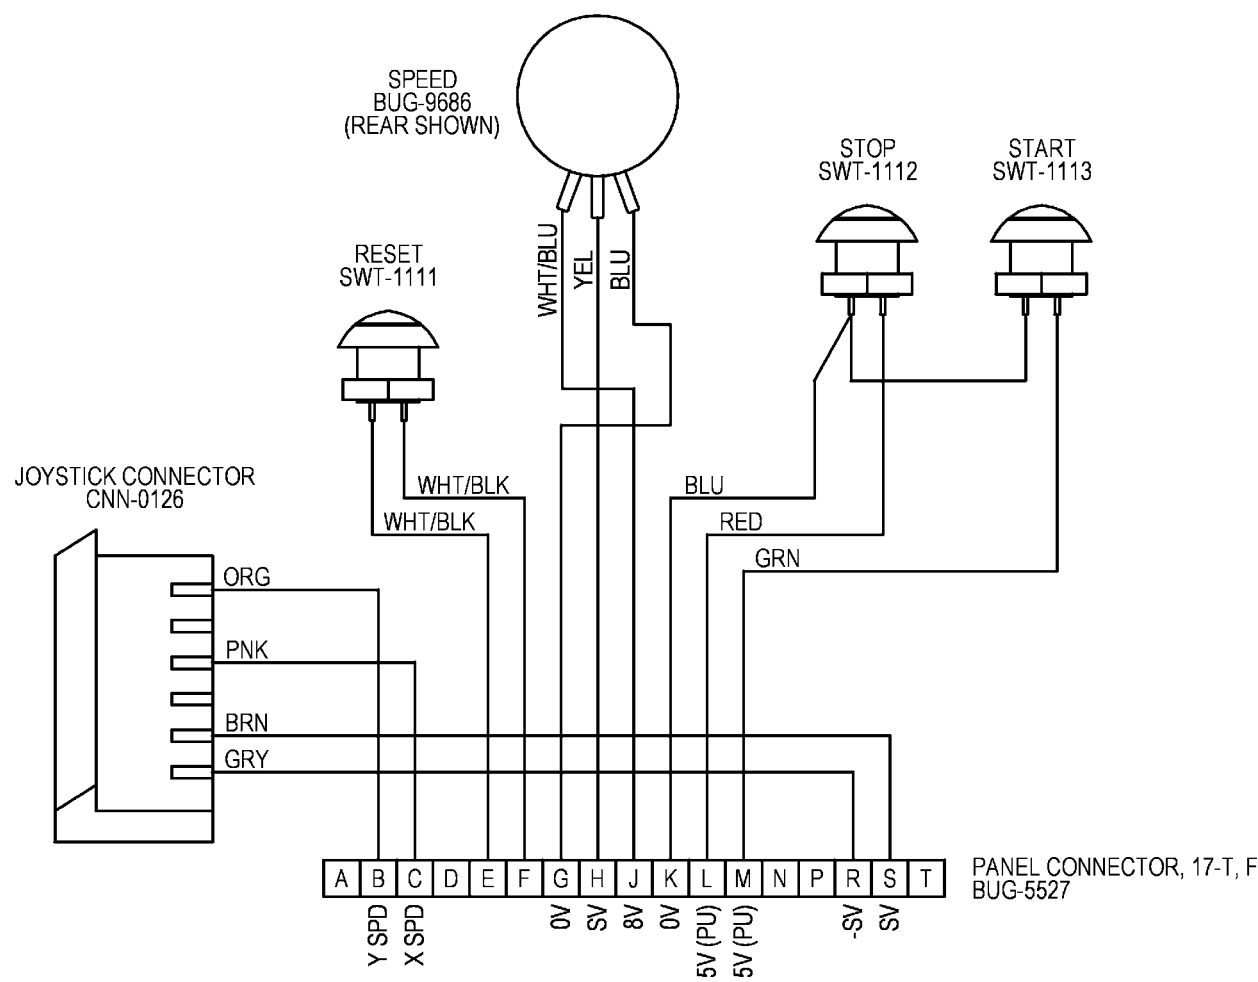 SPEED
BUG-9686
(REAR SHOWN)
STOP
SWT-1112
START
SWT-1113
RESET
SWT-1111
WHT/BLU
YEL
BLU
JOYSTICK CONNECTOR
CNN-0126
WHT/BLK
BLU
WHT/BLK
RED
GRN
ORG
PNK
BRN
GRY
A B C D E F G H J K L M N P R S T
PANEL CONNECTOR, 17-T, F
BUG-5527
Y SPD
X SPD
0V
SV
8V
0V
5V (PU)
5V (PU)
-SV
SV